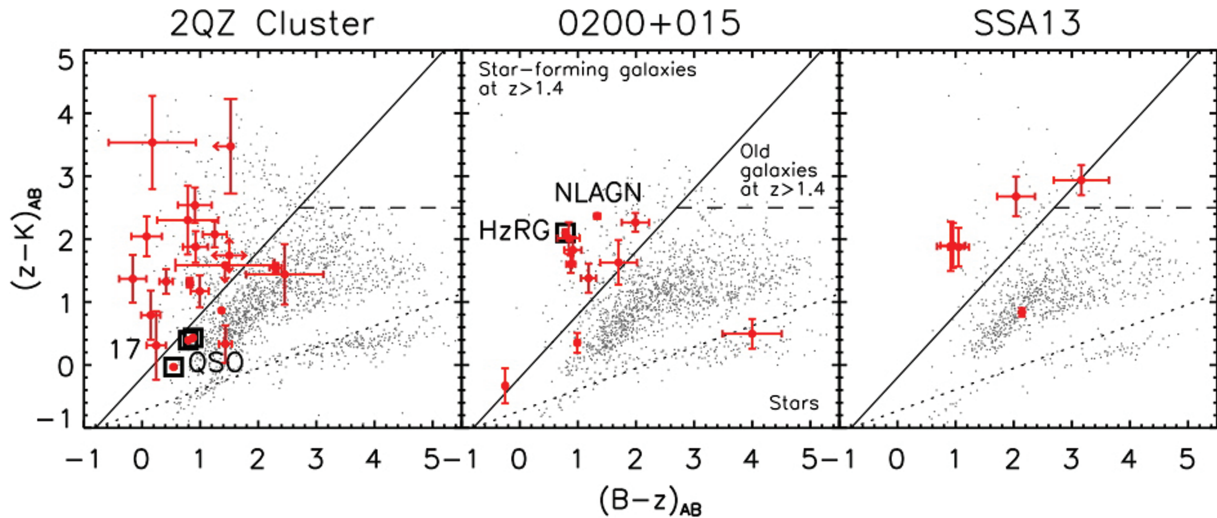 2QZ Cluster
0200+015
SSA13
5
4
3
2
1
0
−1
(z−K)AB
17
QSO
Star−forming galaxies
at z>1.4
Old
galaxies
at z>1.4
NLAGN
HzRG
Stars
−1 0 1 2 3 4 5−1 0 1 2 3 4 5−1 0 1 2 3 4 5
(B−z)AB